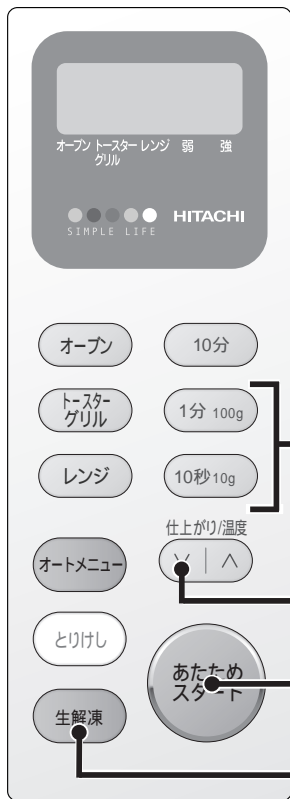 オーブン トースター レンジ 弱 強
グリル
HITACHI
SIMPLE LIFE
オーブン
10分
トースター
グリル
1分 100g
レンジ
10秒 10g
仕上がり/温度
オートメニュー
とりけし
あたため
スタート
生解凍